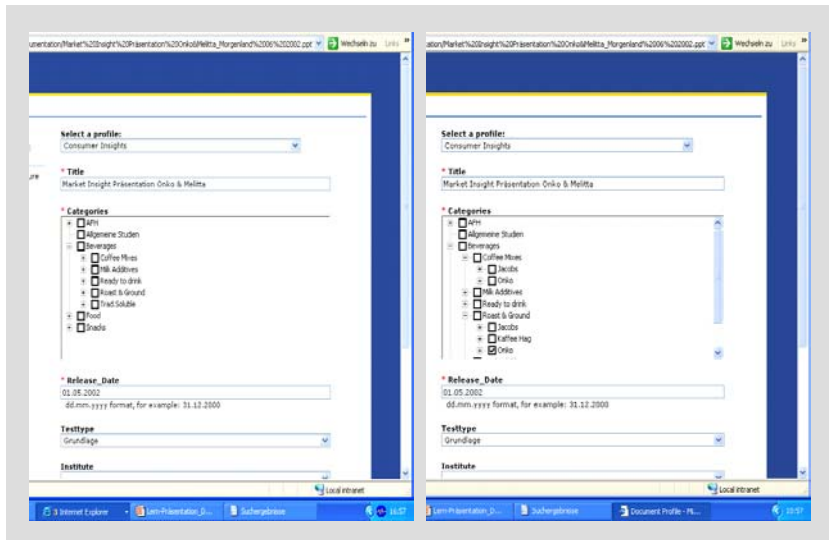 umentation/Market%20Insight%20Präsentation%20Onko&Melitta_Morgenland%2006%202002.ppt Wechseln zu Links »
Select a profile:
Consumer Insights
ure
* Title
Market Insight Präsentation Onko & Melitta
* Categories
AFH
Allgemeine Studien
Beverages
Coffee Mixes
Milk Additives
Ready to drink
Roast & Ground
Trad.Soluble
Food
Snacks
* Release_Date
01.05.2002
dd.mm.yyyy format, for example: 31.12.2000
Testtype
Grundlage
Institute
Local intranet
3 Internet Explorer
Lern-Präsentation_D...
Suchergebnisse
16:57
ation/Market%20Insight%20Präsentation%20Onko&Melitta_Morgenland%2006%202002.ppt Wechseln zu Links »
Select a profile:
Consumer Insights
* Title
Market Insight Präsentation Onko & Melitta
* Categories
AFH
Allgemeine Studien
Beverages
Coffee Mixes
Jacobs
Onko
Milk Additives
Ready to drink
Roast & Ground
Jacobs
Kaffee Hag
Onko
* Release_Date
01.05.2002
dd.mm.yyyy format, for example: 31.12.2000
Testtype
Grundlage
Institute
Local intranet
Lern-Präsentation_D...
Suchergebnisse
Document Profile - Mi...